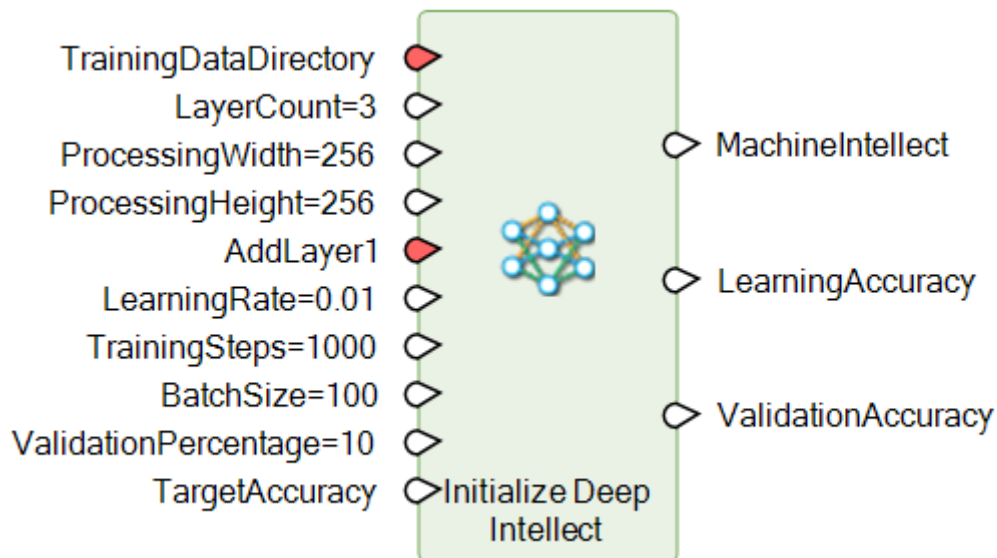 TrainingDataDirectory
LayerCount=3
ProcessingWidth=256
ProcessingHeight=256
AddLayer1
LearningRate=0.01
TrainingSteps=1000
BatchSize=100
ValidationPercentage=10
TargetAccuracy
Initialize Deep
Intellect
MachineIntellect
LearningAccuracy
ValidationAccuracy